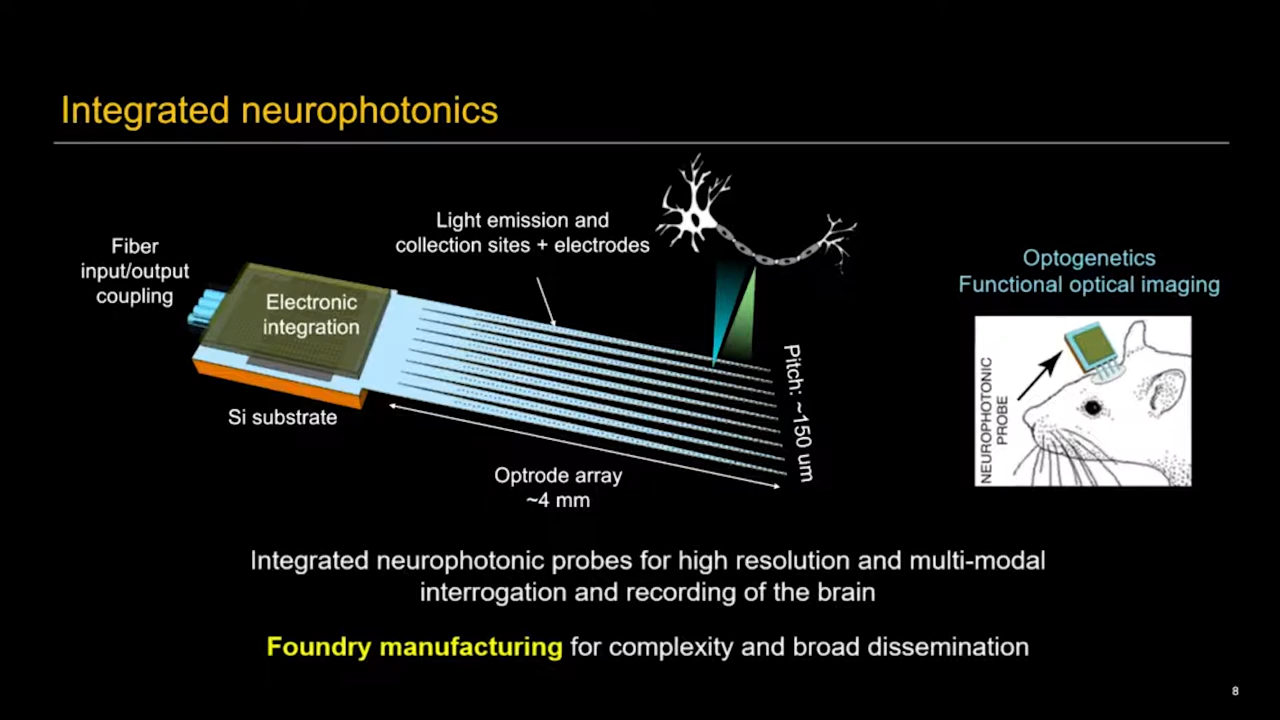 Integrated neurophotonics
Light emission and
collection sites + electrodes
Fiber
input/output
coupling
Electronic
integration
Si substrate
Optrode array
~4 mm
Pitch: ~150 um
Optogenetics
Functional optical imaging
NEUROPHOTONIC
PROBE
Integrated neurophotonic probes for high resolution and multi-modal
interrogation and recording of the brain
Foundry manufacturing for complexity and broad dissemination
8